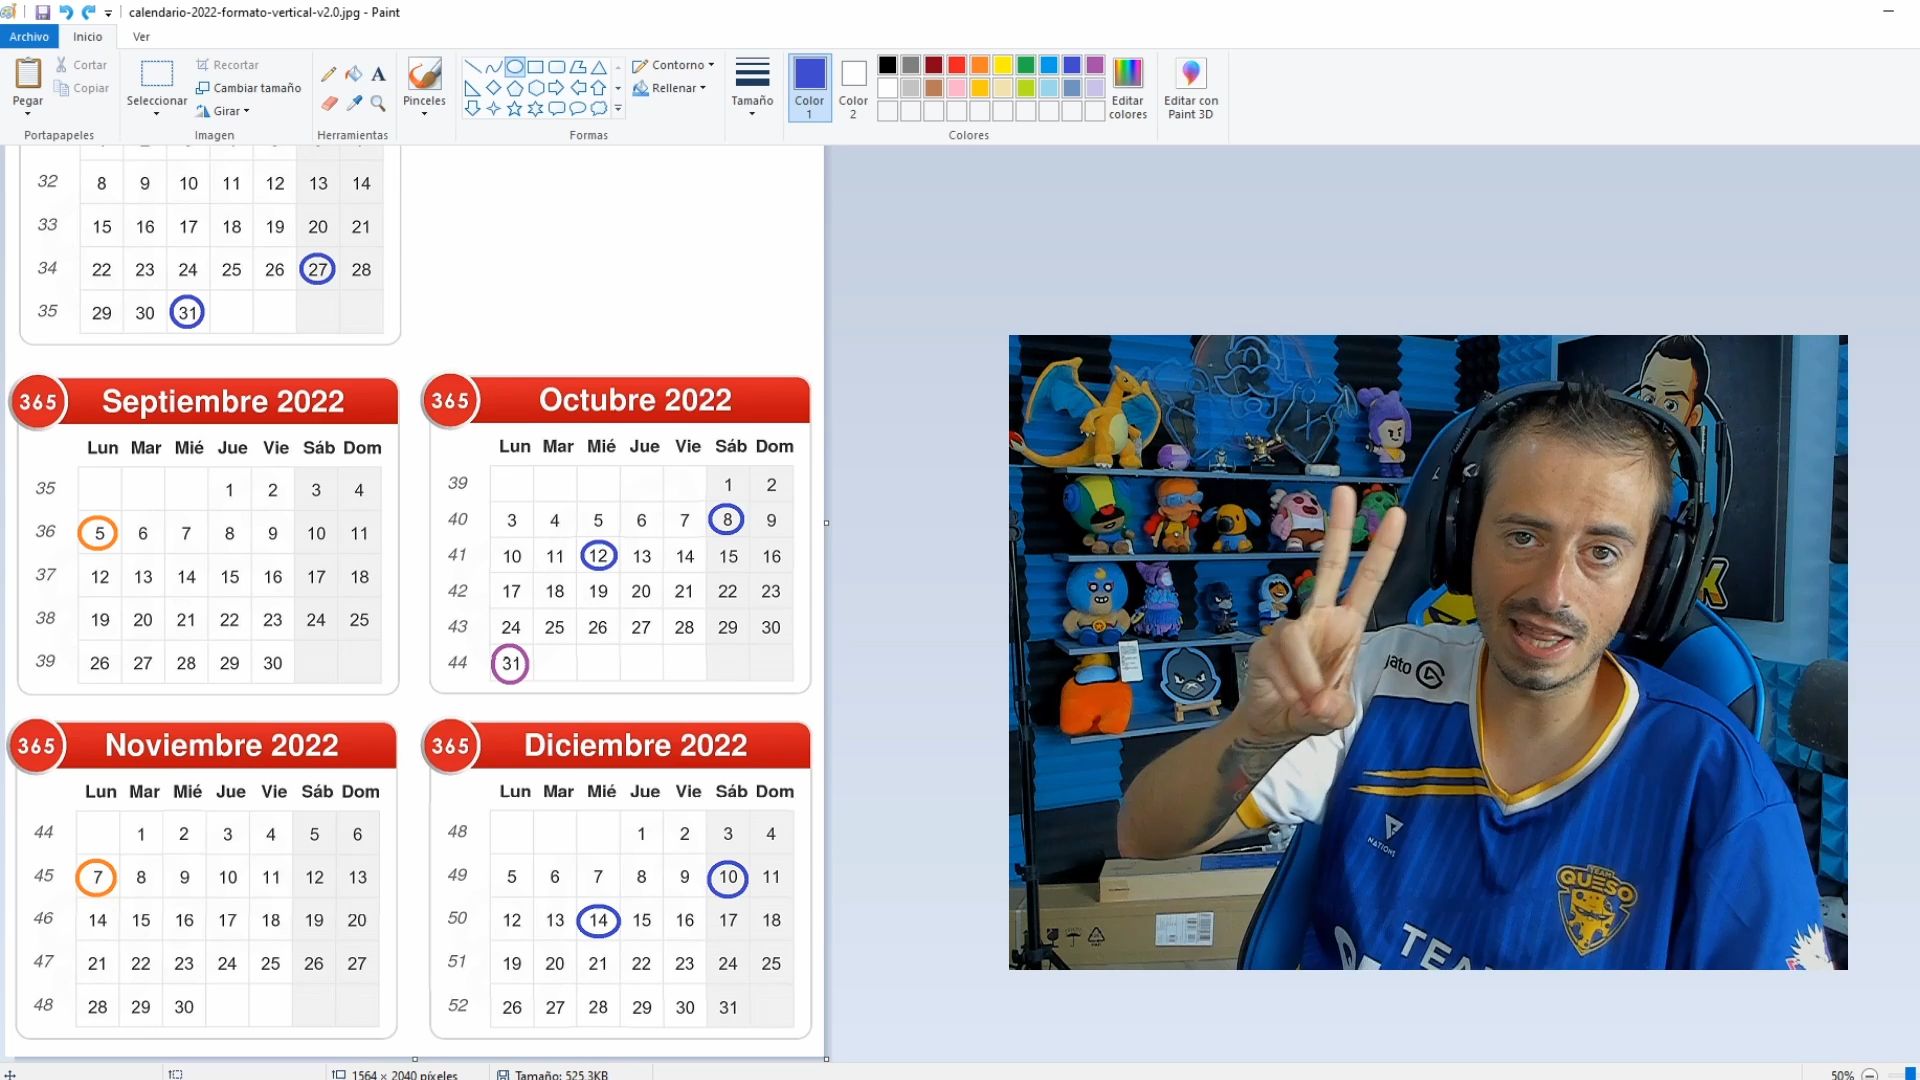 calendario-2022-formato-vertical-v2.0.jpg - Paint
Archivo Inicio Ver
Pegar
Cortar
Copiar
Portapapeles
Seleccionar
Recortar
Cambiar tamaño
Girar
Imagen
A
Herramientas
Pinceles
Contorno
Rellenar
Formas
Tamaño
Color 1
Color 2
Editar colores
Colores
Editar con Paint 3D
32 8 9 10 11 12 13 14
33 15 16 17 18 19 20 21
34 22 23 24 25 26 27 28
35 29 30 31
365 Septiembre 2022
Lun Mar Mié Jue Vie Sáb Dom
35 1 2 3 4
36 5 6 7 8 9 10 11
37 12 13 14 15 16 17 18
38 19 20 21 22 23 24 25
39 26 27 28 29 30
365 Octubre 2022
Lun Mar Mié Jue Vie Sáb Dom
39 1 2
40 3 4 5 6 7 8 9
41 10 11 12 13 14 15 16
42 17 18 19 20 21 22 23
43 24 25 26 27 28 29 30
44 31
365 Noviembre 2022
Lun Mar Mié Jue Vie Sáb Dom
44 1 2 3 4 5 6
45 7 8 9 10 11 12 13
46 14 15 16 17 18 19 20
47 21 22 23 24 25 26 27
48 28 29 30
365 Diciembre 2022
Lun Mar Mié Jue Vie Sáb Dom
48 1 2 3 4
49 5 6 7 8 9 10 11
50 12 13 14 15 16 17 18
51 19 20 21 22 23 24 25
52 26 27 28 29 30 31
NATIONS
TEAM
QUESO
1564 × 2040 píxeles
Tamaño: 525,3KB
50%